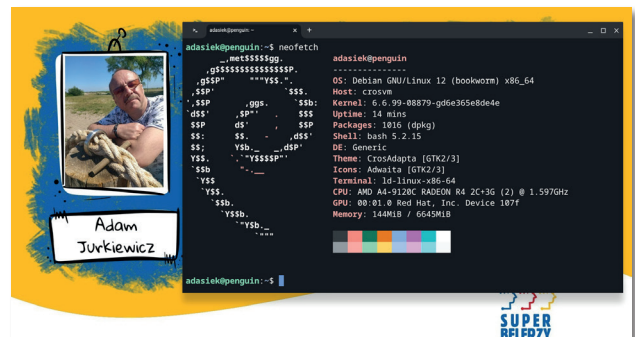 adasiek@penguin: ~ × +
adasiek@penguin:~$ neofetch
adasiek@penguin
---------------
OS: Debian GNU/Linux 12 (bookworm) x86_64
Host: crosvm
Kernel: 6.6.99-08879-gd6e365e8de4e
Uptime: 14 mins
Packages: 1016 (dpkg)
Shell: bash 5.2.15
DE: Generic
Theme: CrosAdapta [GTK2/3]
Icons: Adwaita [GTK2/3]
Terminal: ld-linux-x86-64
CPU: AMD A4-9120C RADEON R4 2C+3G (2) @ 1.597GHz
GPU: 00:01.0 Red Hat, Inc. Device 107f
Memory: 144MiB / 6645MiB
adasiek@penguin:~$
Adam
Jurkiewicz
SUPER
BELFRZY